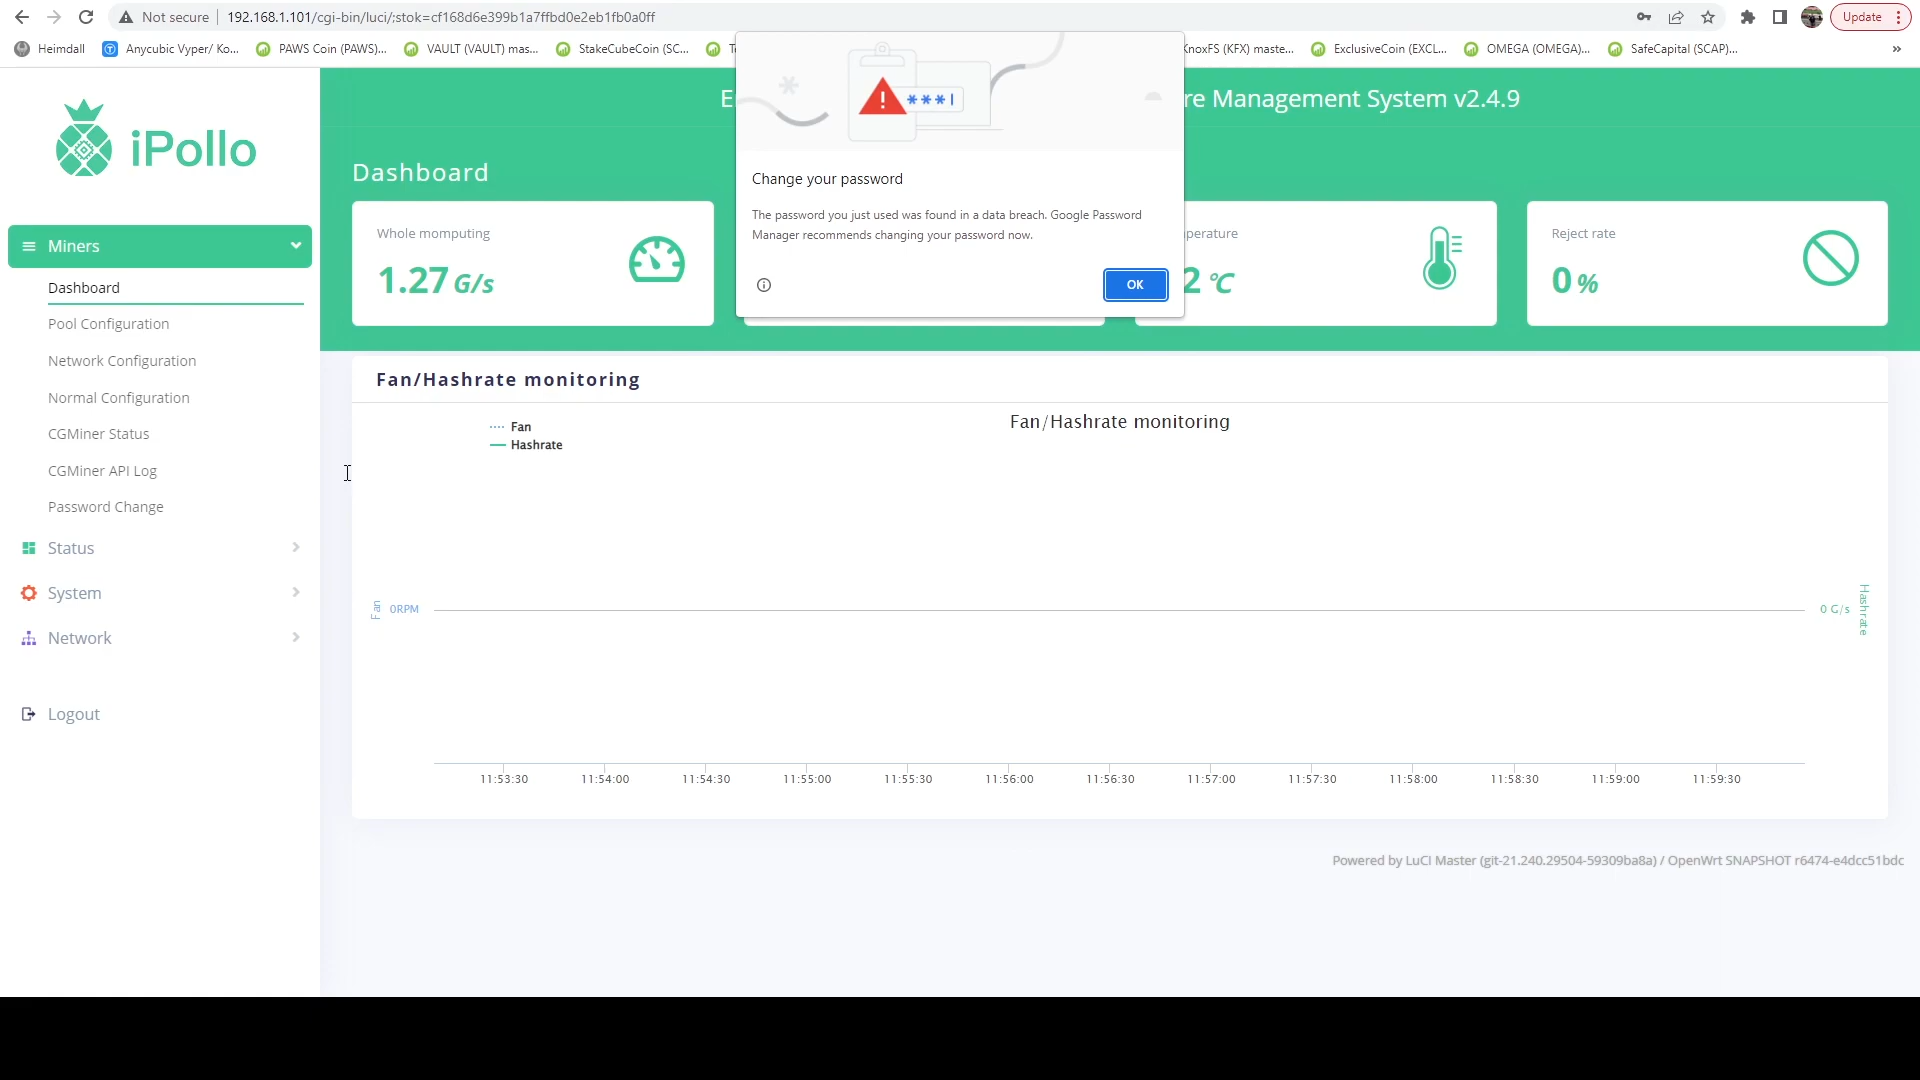 Not secure
192.168.1.101/cgi-bin/luci/;stok=cf168d6e399b1a7ffbd0e2eb1fb0a0ff
Update
Heimdall
Anycubic Vyper/ Ko...
PAWS Coin (PAWS)...
VAULT (VAULT) mas...
StakeCubeCoin (SC...
KnoxFS (KFX) maste...
ExclusiveCoin (EXCL...
OMEGA (OMEGA)...
SafeCapital (SCAP)...
iPollo
re Management System v2.4.9
***
Change your password
The password you just used was found in a data breach. Google Password
Manager recommends changing your password now.
OK
Dashboard
Whole momputing
1.27 G/s
perature
2 ℃
Reject rate
0 %
Miners
Dashboard
Pool Configuration
Network Configuration
Normal Configuration
CGMiner Status
CGMiner API Log
Password Change
Status
System
Network
Logout
Fan/Hashrate monitoring
Fan/Hashrate monitoring
Fan
Hashrate
Fan
0RPM
0 G/s
Hashrate
11:53:30
11:54:00
11:54:30
11:55:00
11:55:30
11:56:00
11:56:30
11:57:00
11:57:30
11:58:00
11:58:30
11:59:00
11:59:30
Powered by LuCI Master (git-21.240.29504-59309ba8a) / OpenWrt SNAPSHOT r6474-e4dcc51bdc